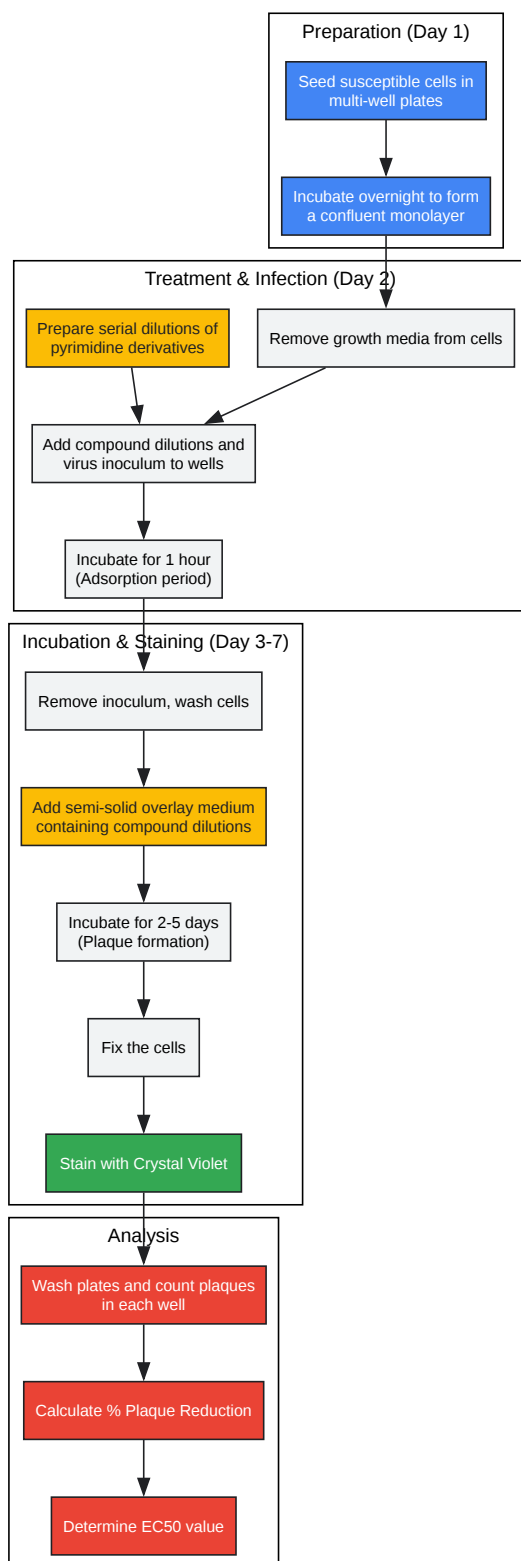 Preparation (Day 1)
Seed susceptible cells in
multi-well plates
Incubate overnight to form
a confluent monolayer
Treatment & Infection (Day 2)
Prepare serial dilutions of
pyrimidine derivatives
Remove growth media from cells
Add compound dilutions and
virus inoculum to wells
Incubate for 1 hour
(Adsorption period)
Incubation & Staining (Day 3-7)
Remove inoculum, wash cells
Add semi-solid overlay medium
containing compound dilutions
Incubate for 2-5 days
(Plaque formation)
Fix the cells
Stain with Crystal Violet
Analysis
Wash plates and count plaques
in each well
Calculate % Plaque Reduction
Determine EC50 value